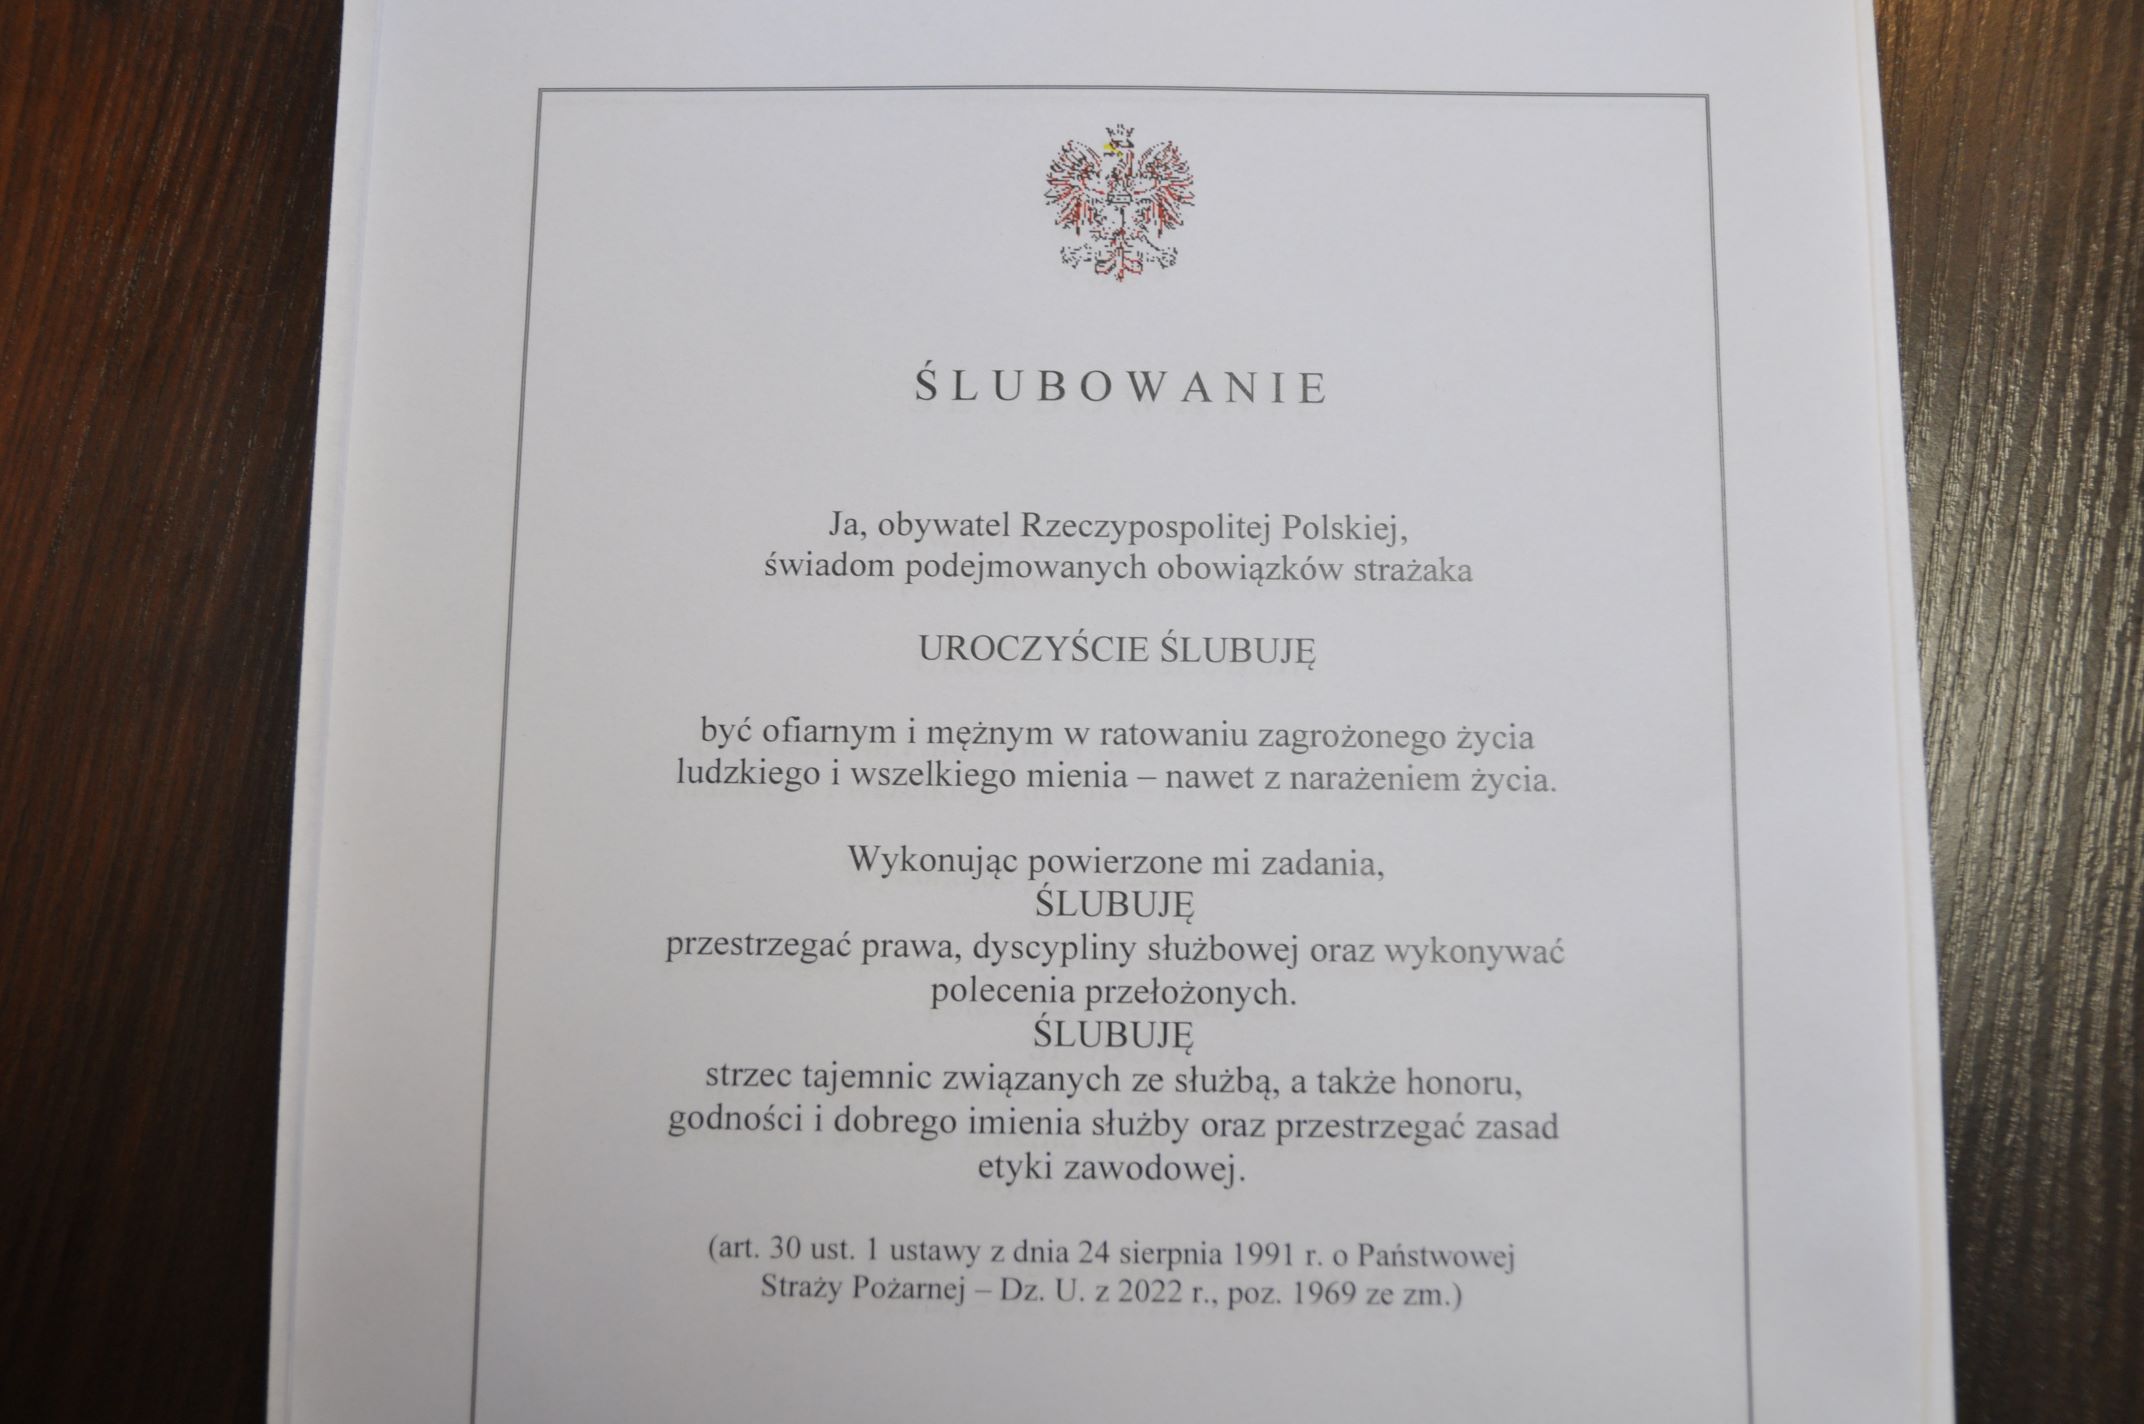 ŚLUBOWANIE
Ja, obywatel Rzeczypospolitej Polskiej,
świadom podejmowanych obowiązków strażaka
UROCZYŚCIE ŚLUBUJĘ
być ofiarnym i mężnym w ratowaniu zagrożonego życia
ludzkiego i wszelkiego mienia – nawet z narażeniem życia.
Wykonując powierzone mi zadania,
ŚLUBUJĘ
przestrzegać prawa, dyscypliny służbowej oraz wykonywać
polecenia przełożonych.
ŚLUBUJĘ
strzec tajemnic związanych ze służbą, a także honoru,
godności i dobrego imienia służby oraz przestrzegać zasad
etyki zawodowej.
(art. 30 ust. 1 ustawy z dnia 24 sierpnia 1991 r. o Państwowej
Straży Pożarnej – Dz. U. z 2022 r., poz. 1969 ze zm.)